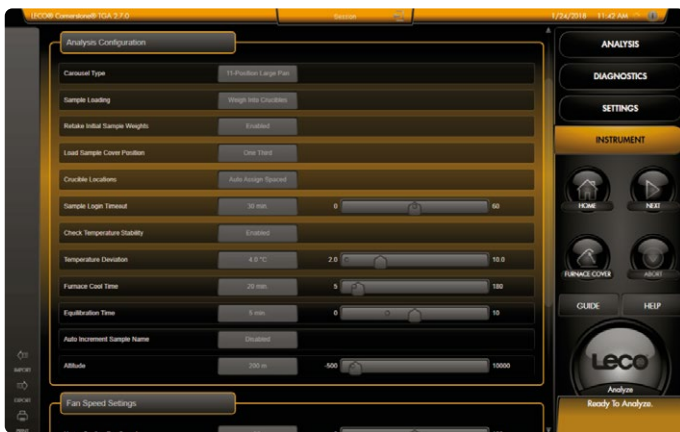 LECO® Cornerstone® TGA 2.7.0
Session
1/24/2018 11:42 AM
Analysis Configuration
Carousel Type 11-Position Large Pan
Sample Loading Weigh Into Crucibles
Retake Initial Sample Weights Enabled
Load Sample Cover Position One Third
Crucible Locations Auto Assign Spaced
Sample Login Timeout 30 min. 0 60
Check Temperature Stability Enabled
Temperature Deviation 4.0 °C 2.0 10.0
Furnace Cool Time 20 min. 5 180
Equilibration Time 5 min. 0 10
Auto Increment Sample Name Disabled
Altitude 200 m -500 10000
Fan Speed Settings
ANALYSIS
DIAGNOSTICS
SETTINGS
INSTRUMENT
HOME NEXT
FURNACE COVER ABORT
GUIDE HELP
Leco
Analyze
Ready To Analyze.
IMPORT
EXPORT